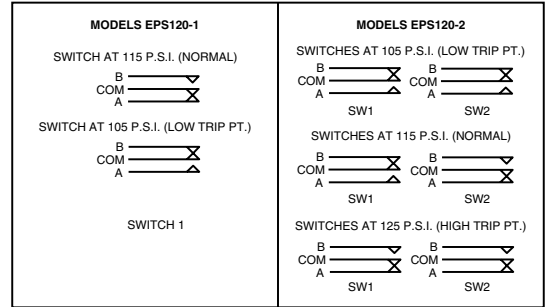 MODELS EPS120-1
SWITCH AT 115 P.S.I. (NORMAL)
B
COM
A
SWITCH AT 105 P.S.I. (LOW TRIP PT.)
B
COM
A
SWITCH 1
MODELS EPS120-2
SWITCHES AT 105 P.S.I. (LOW TRIP PT.)
B B
COM COM
A A
SW1 SW2
SWITCHES AT 115 P.S.I. (NORMAL)
B B
COM COM
A A
SW1 SW2
SWITCHES AT 125 P.S.I. (HIGH TRIP PT.)
B B
COM COM
A A
SW1 SW2